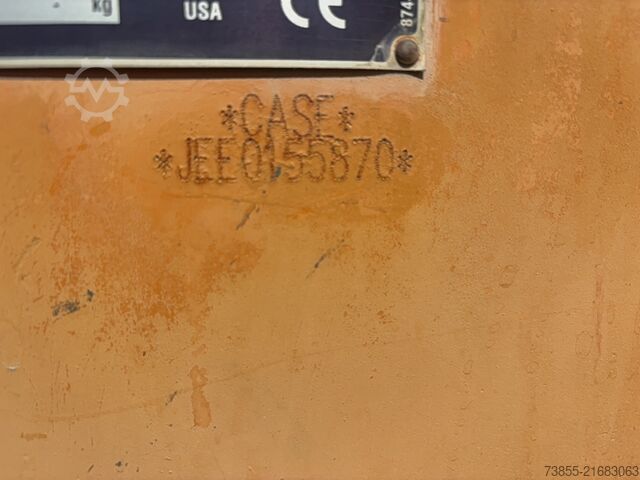 kg
USA
CE
874
*CASE*
*JEE0155870*
73855-21683063